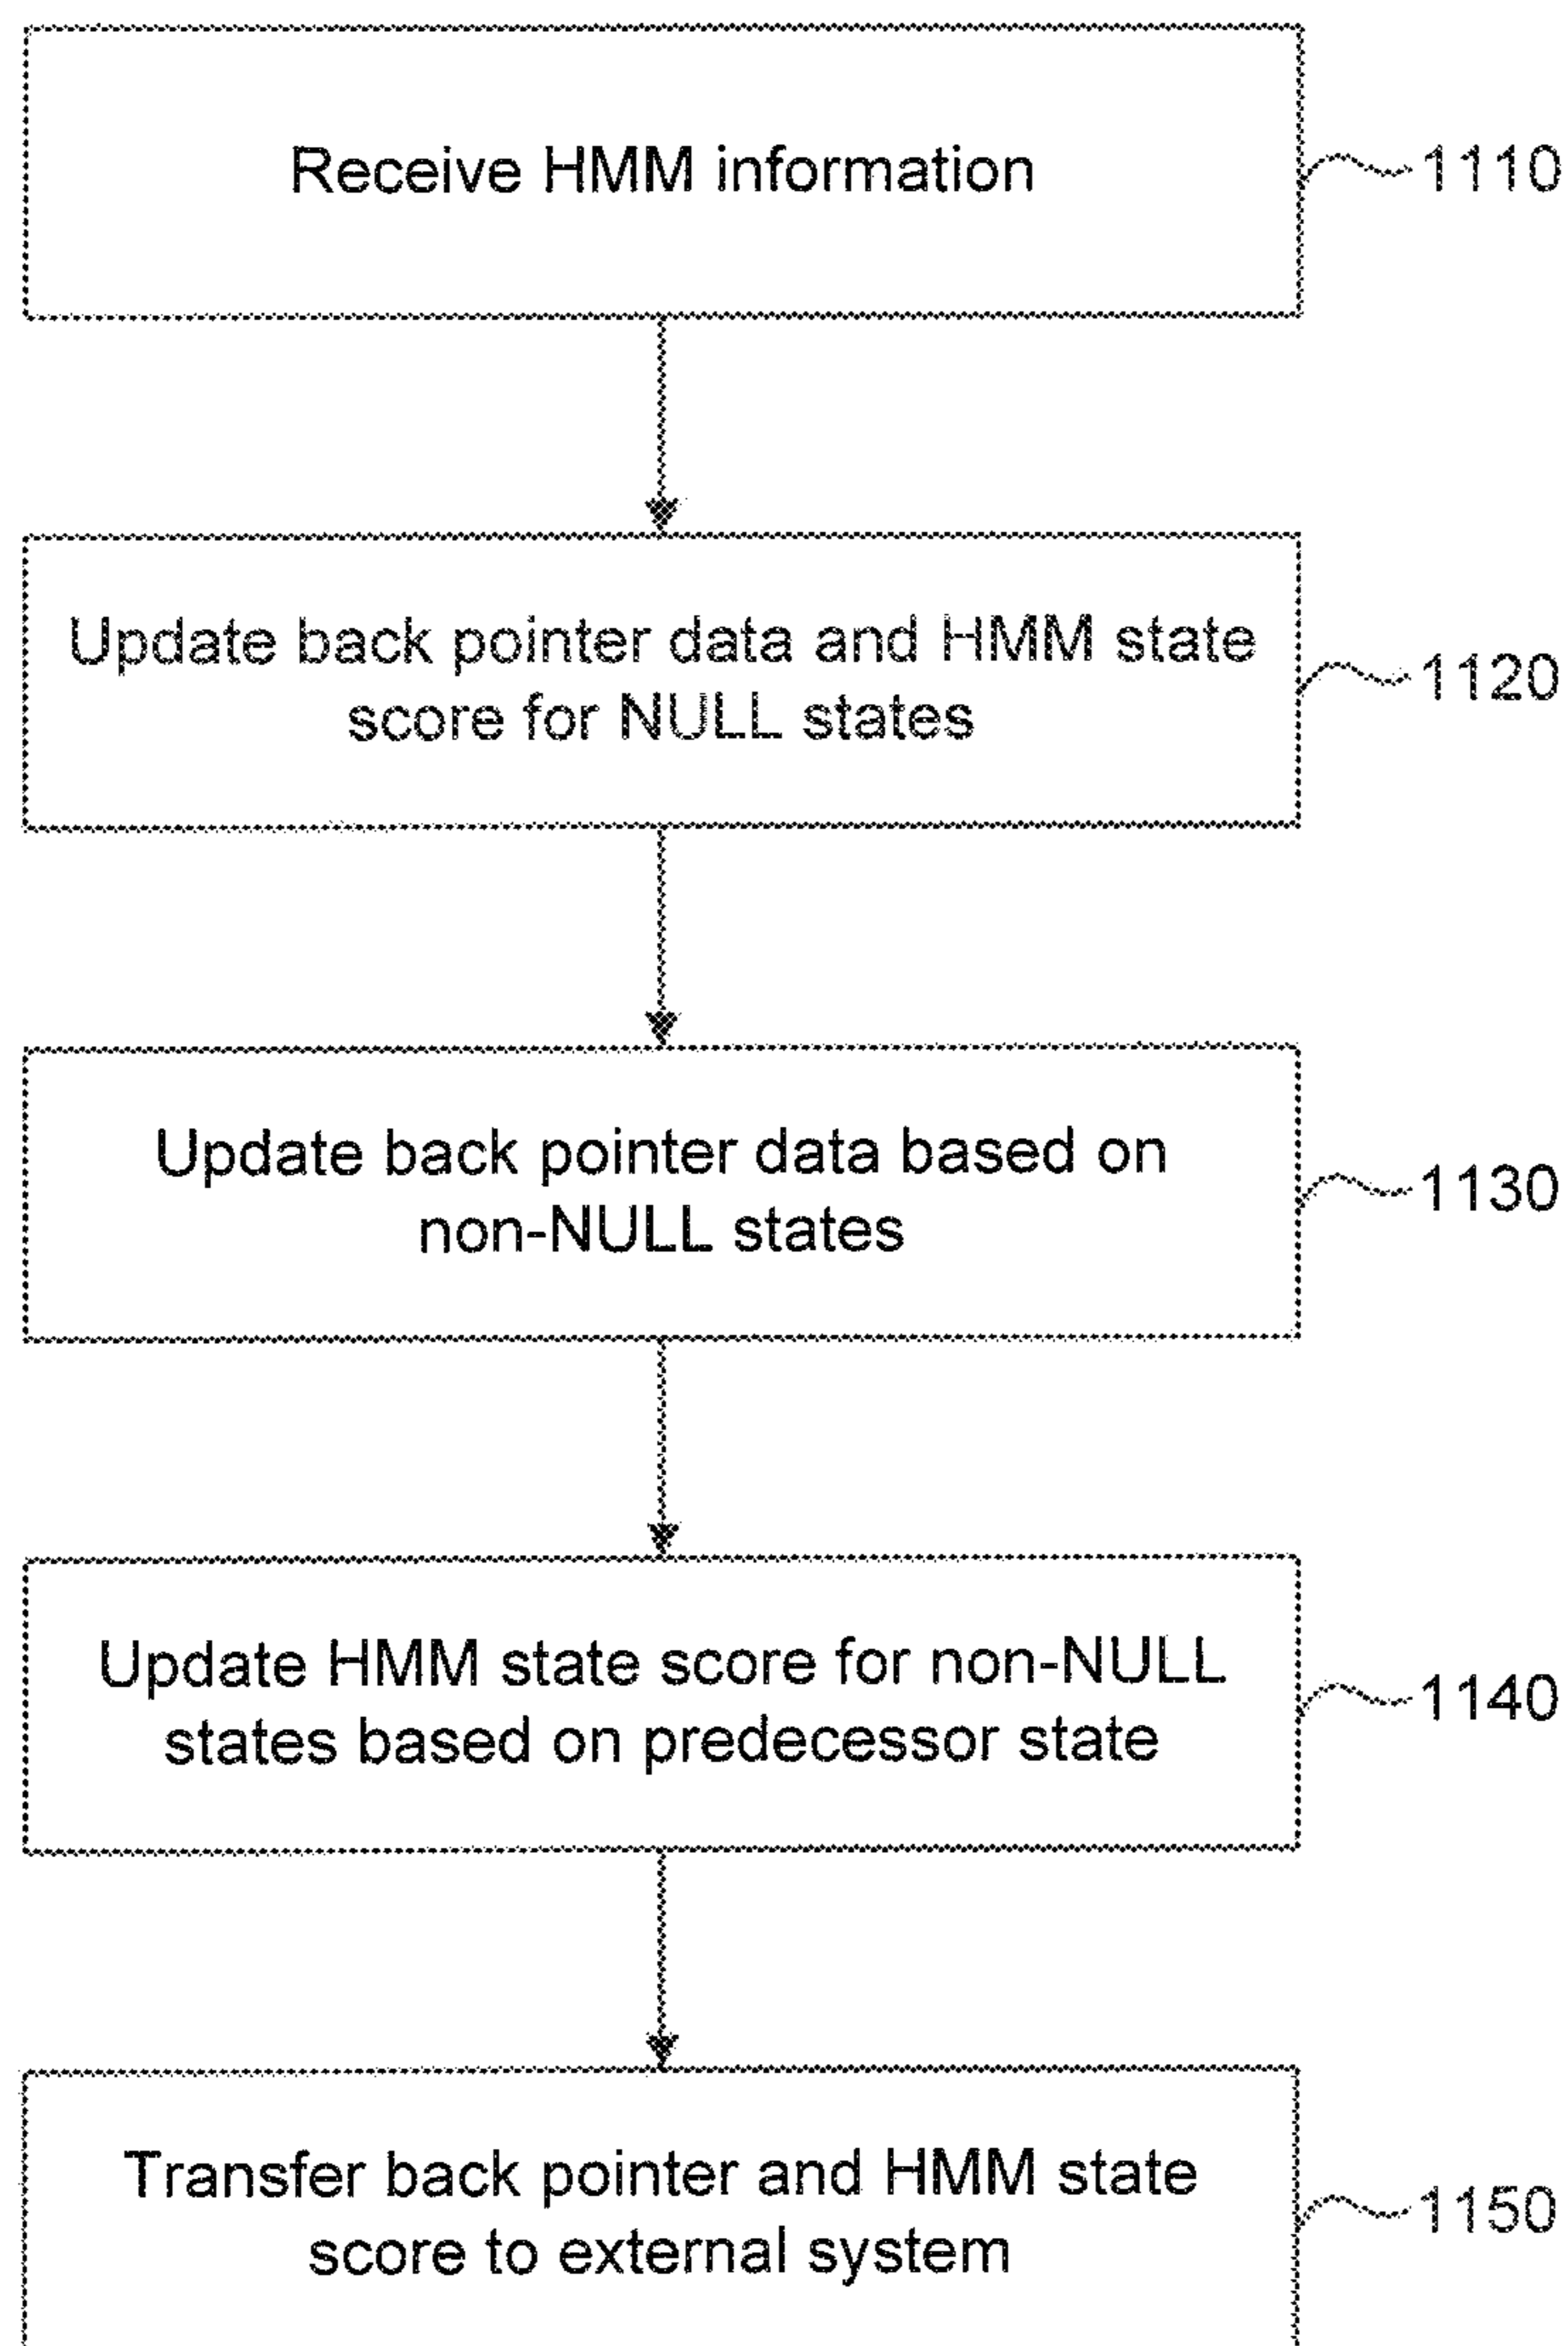 Receive HMM information
1110
Update back pointer data and HMM state
score for NULL states
1120
Update back pointer data based on
non-NULL states
1130
Update HMM state score for non-NULL
states based on predecessor state
1140
Transfer back pointer and HMM state
score to external system
1150